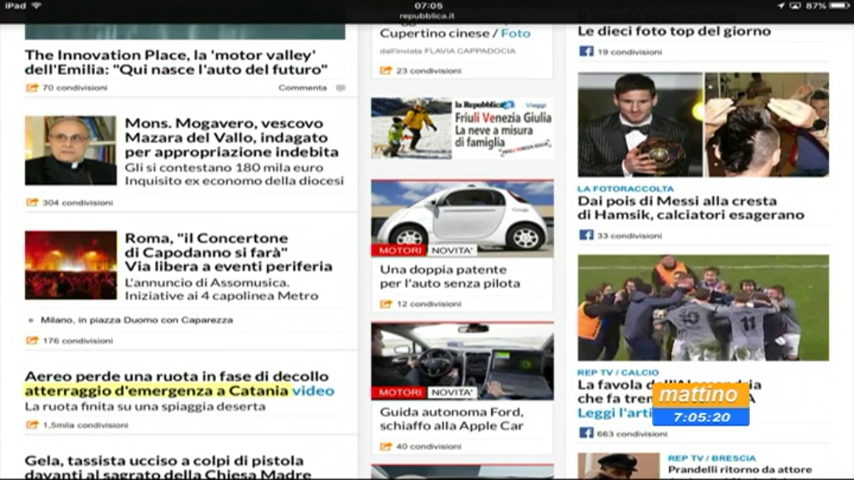 iPad
07:05
87%
repubblica.it
The Innovation Place, la 'motor valley'
dell'Emilia: "Qui nasce l'auto del futuro"
70 condivisioni
Commenta
Mons. Mogavero, vescovo
Mazara del Vallo, indagato
per appropriazione indebita
Gli si contestano 180 mila euro
Inquisito ex economo della diocesi
304 condivisioni
Roma, "il Concertone
di Capodanno si farà"
Via libera a eventi periferia
L'annuncio di Assomusica.
Iniziative ai 4 capolinea Metro
Milano, in piazza Duomo con Caparezza
176 condivisioni
Aereo perde una ruota in fase di decollo
atterraggio d'emergenza a Catania video
La ruota finita su una spiaggia deserta
1,5mila condivisioni
Gela, tassista ucciso a colpi di pistola
davanti al sagrato della Chiesa Madre
Cupertino cinese / Foto
dall'inviata FLAVIA CAPPADOCIA
23 condivisioni
la Repubblica Viaggi
Friuli Venezia Giulia
La neve a misura
di famiglia
MOTORI NOVITA'
Una doppia patente
per l'auto senza pilota
12 condivisioni
MOTORI NOVITA'
Guida autonoma Ford,
schiaffo alla Apple Car
40 condivisioni
Le dieci foto top del giorno
19 condivisioni
LA FOTORACCOLTA
Dai pois di Messi alla cresta
di Hamsik, calciatori esagerano
33 condivisioni
10
11
REP TV / CALCIO
La favola
che fa
Leggi l'arti
663 condivisioni
mattino
7:05:20
REP TV / BRESCIA
Prandelli ritorno da attore